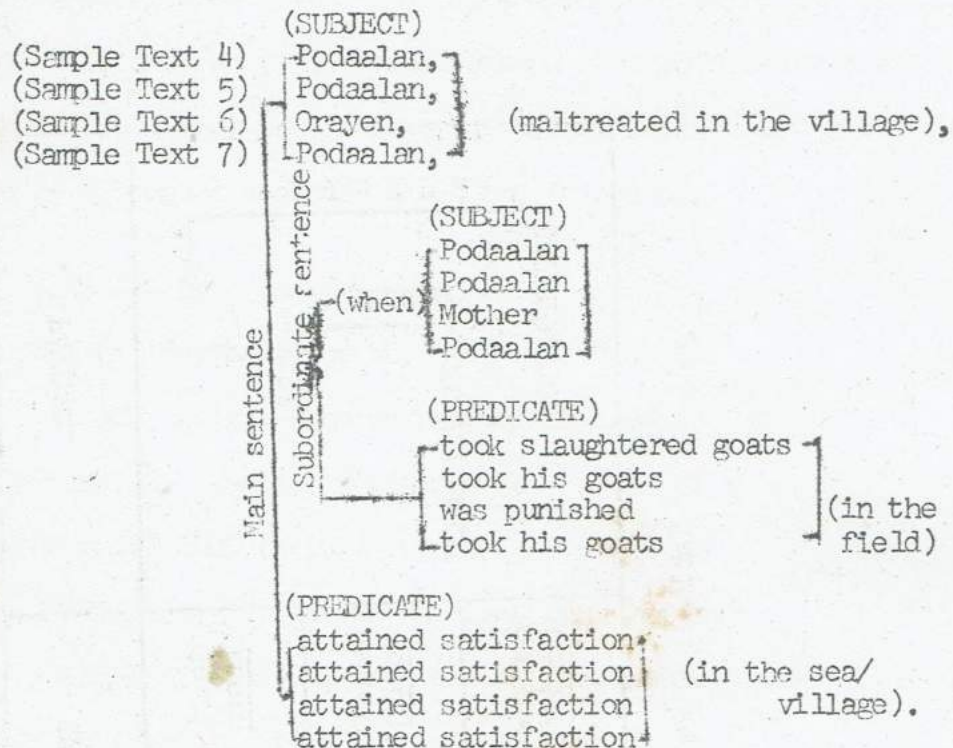 (SUBJECT)
(Sample Text 4) Podaalan,
(Sample Text 5) Podaalan,
(Sample Text 6) Orayen, (maltreated in the village),
(Sample Text 7) Podaalan,
Main sentence
Subordinate sentence
(SUBJECT)
Podaalan
Podaalan
(when)
Mother
Podaalan
(PREDICATE)
took slaughtered goats
took his goats
was punished (in the
took his goats field)
(PREDICATE)
attained satisfaction
attained satisfaction (in the sea/
attained satisfaction village).
attained satisfaction